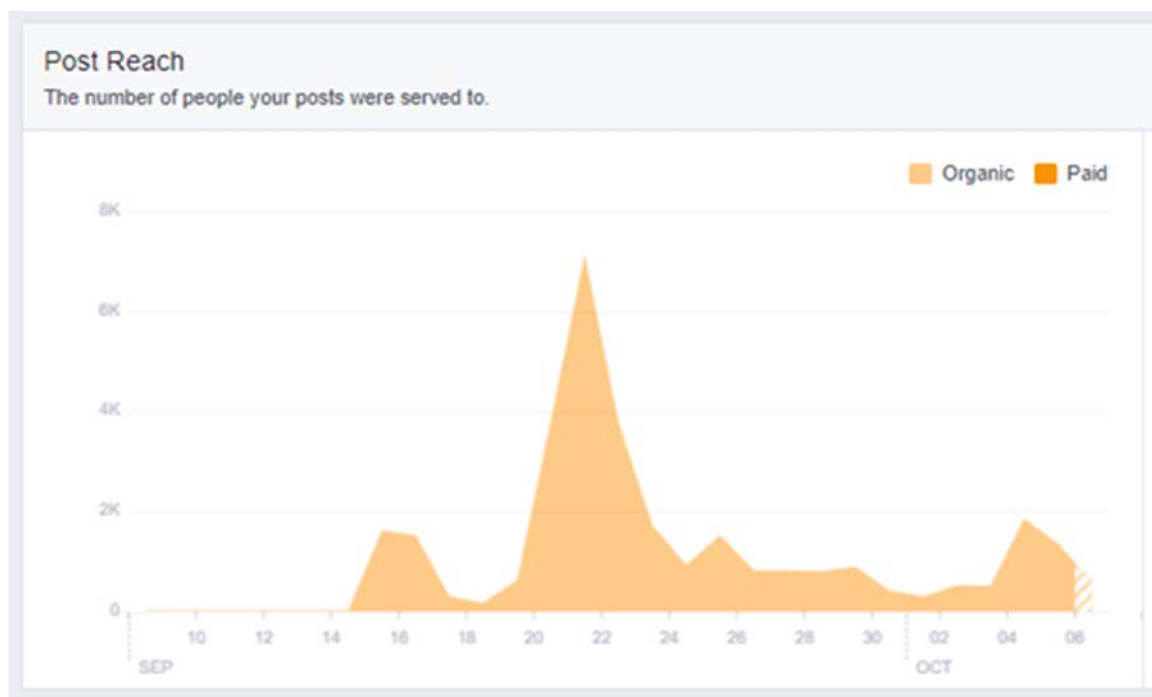 Post Reach
The number of people your posts were served to.
Organic Paid
8K
6K
4K
2K
0
10 12 14 16 18 20 22 24 26 28 30 02 04 06
SEP OCT